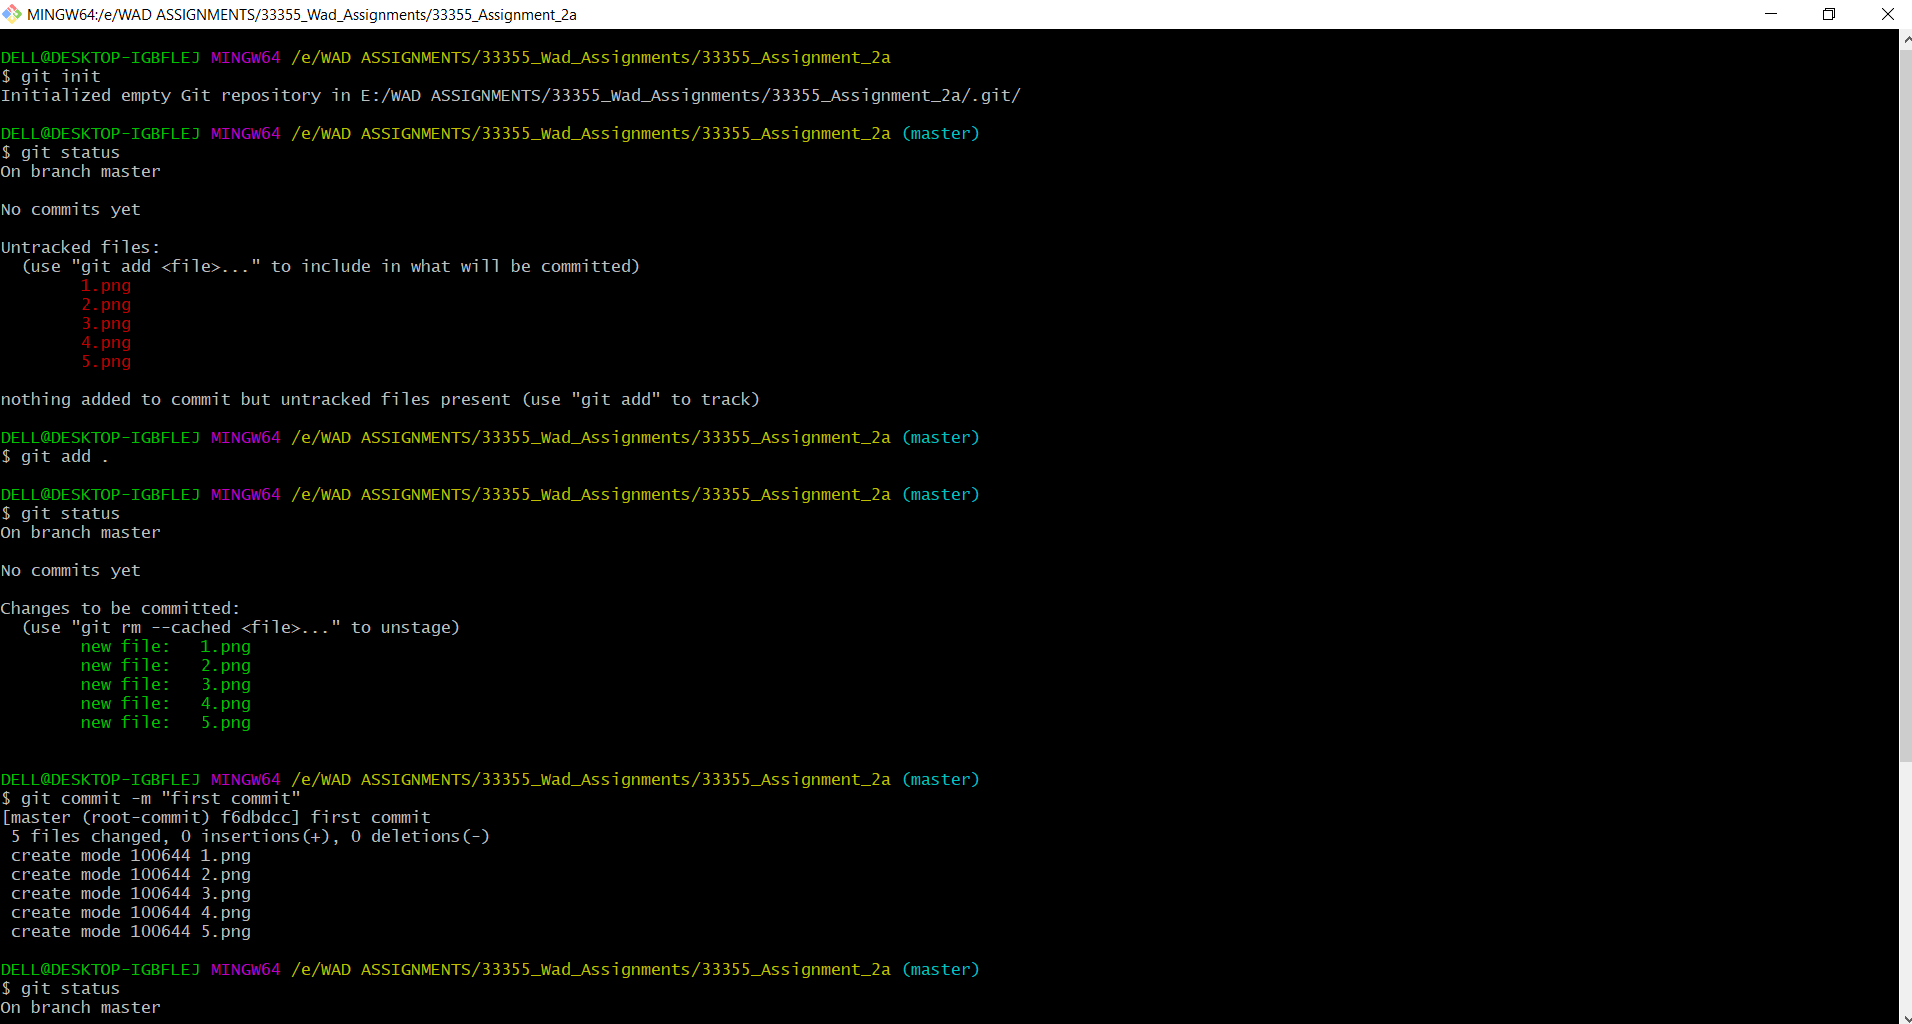 MINGW64:/e/WAD ASSIGNMENTS/33355_Wad_Assignments/33355_Assignment_2a
DELL@DESKTOP-IGBFLEJ MINGW64 /e/WAD ASSIGNMENTS/33355_Wad_Assignments/33355_Assignment_2a
$ git init
Initialized empty Git repository in E:/WAD ASSIGNMENTS/33355_Wad_Assignments/33355_Assignment_2a/.git/
DELL@DESKTOP-IGBFLEJ MINGW64 /e/WAD ASSIGNMENTS/33355_Wad_Assignments/33355_Assignment_2a (master)
$ git status
On branch master
No commits yet
Untracked files:
  (use "git add <file>..." to include in what will be committed)
        1.png
        2.png
        3.png
        4.png
        5.png
nothing added to commit but untracked files present (use "git add" to track)
DELL@DESKTOP-IGBFLEJ MINGW64 /e/WAD ASSIGNMENTS/33355_Wad_Assignments/33355_Assignment_2a (master)
$ git add .
DELL@DESKTOP-IGBFLEJ MINGW64 /e/WAD ASSIGNMENTS/33355_Wad_Assignments/33355_Assignment_2a (master)
$ git status
On branch master
No commits yet
Changes to be committed:
  (use "git rm --cached <file>..." to unstage)
        new file:   1.png
        new file:   2.png
        new file:   3.png
        new file:   4.png
        new file:   5.png
DELL@DESKTOP-IGBFLEJ MINGW64 /e/WAD ASSIGNMENTS/33355_Wad_Assignments/33355_Assignment_2a (master)
$ git commit -m "first commit"
[master (root-commit) f6dbdcc] first commit
 5 files changed, 0 insertions(+), 0 deletions(-)
 create mode 100644 1.png
 create mode 100644 2.png
 create mode 100644 3.png
 create mode 100644 4.png
 create mode 100644 5.png
DELL@DESKTOP-IGBFLEJ MINGW64 /e/WAD ASSIGNMENTS/33355_Wad_Assignments/33355_Assignment_2a (master)
$ git status
On branch master